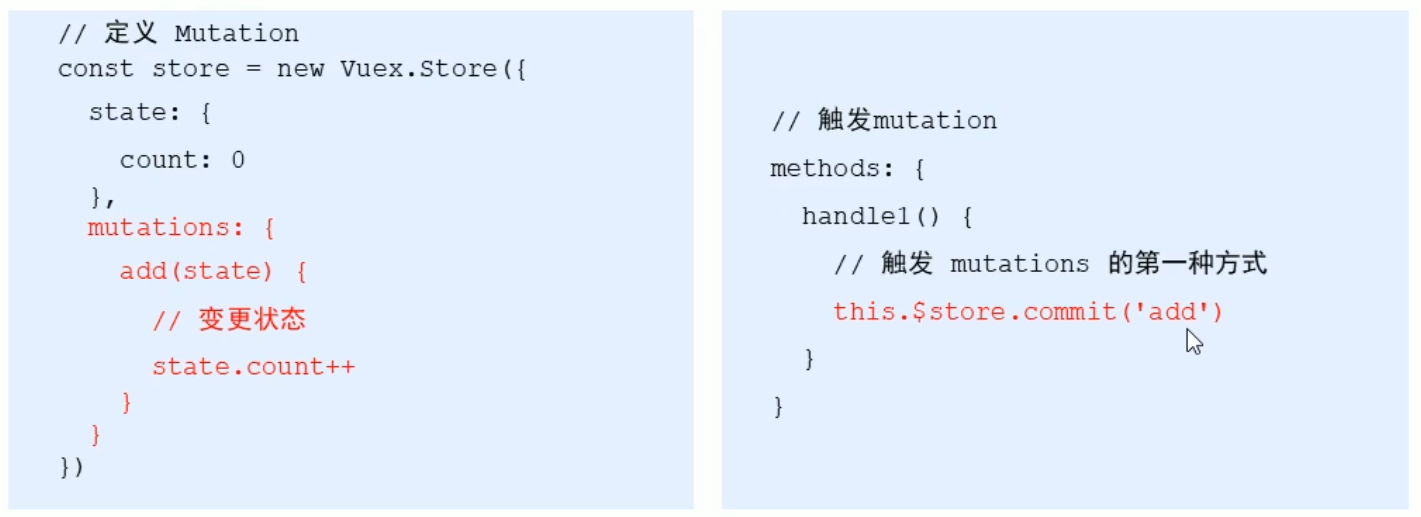 // 定义 Mutation
const store = new Vuex.Store({
  state: {
    count: 0
  },
  mutations: {
    add(state) {
      // 变更状态
      state.count++
    }
  }
})
// 触发mutation
methods: {
  handle1() {
    // 触发 mutations 的第一种方式
    this.$store.commit('add')
  }
}